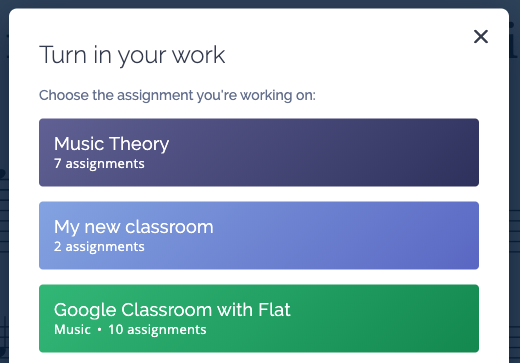 Turn in your work
Choose the assignment you're working on:
Music Theory
7 assignments
My new classroom
2 assignments
Google Classroom with Flat
Music • 10 assignments